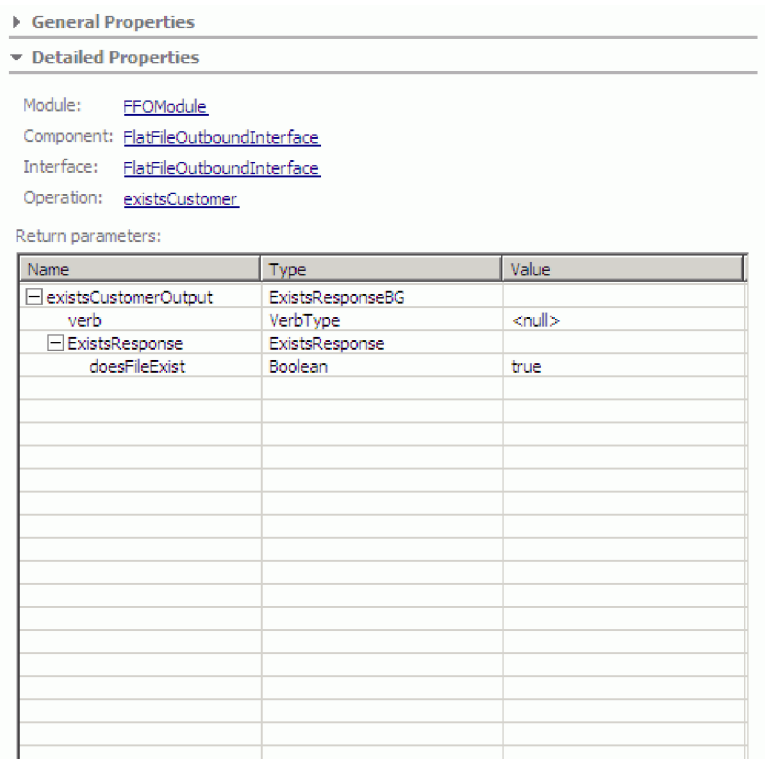 General Properties
Detailed Properties
Module: FFOModule
Component: FlatFileOutboundInterface
Interface: FlatFileOutboundInterface
Operation: existsCustomer
Return parameters:
Name Type Value
existsCustomerOutput ExistsResponseBG
verb VerbType <null>
ExistsResponse ExistsResponse
doesFileExist Boolean true